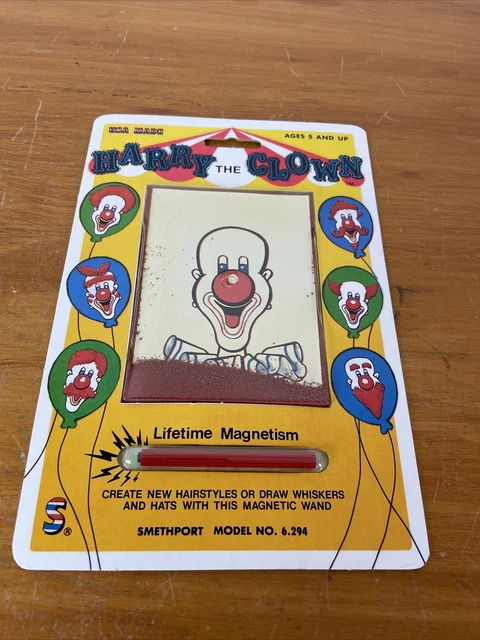 USA MADE
AGES 5 AND UP
HARRY THE CLOWN™
Lifetime Magnetism
CREATE NEW HAIRSTYLES OR DRAW WHISKERS
AND HATS WITH THIS MAGNETIC WAND
S®
SMETHPORT MODEL NO. 6.294